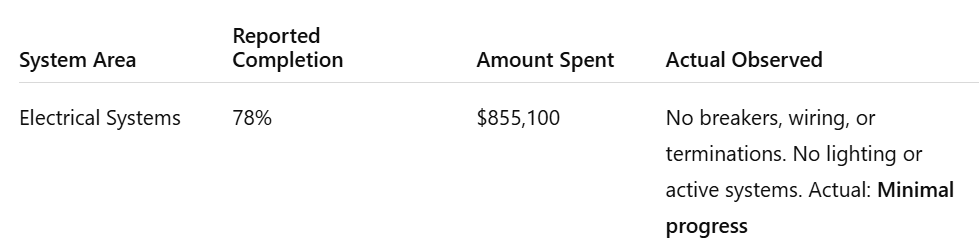 System Area
Reported
Completion
Amount Spent
Actual Observed
Electrical Systems
78%
$855,100
No breakers, wiring, or
terminations. No lighting or
active systems. Actual: Minimal
progress